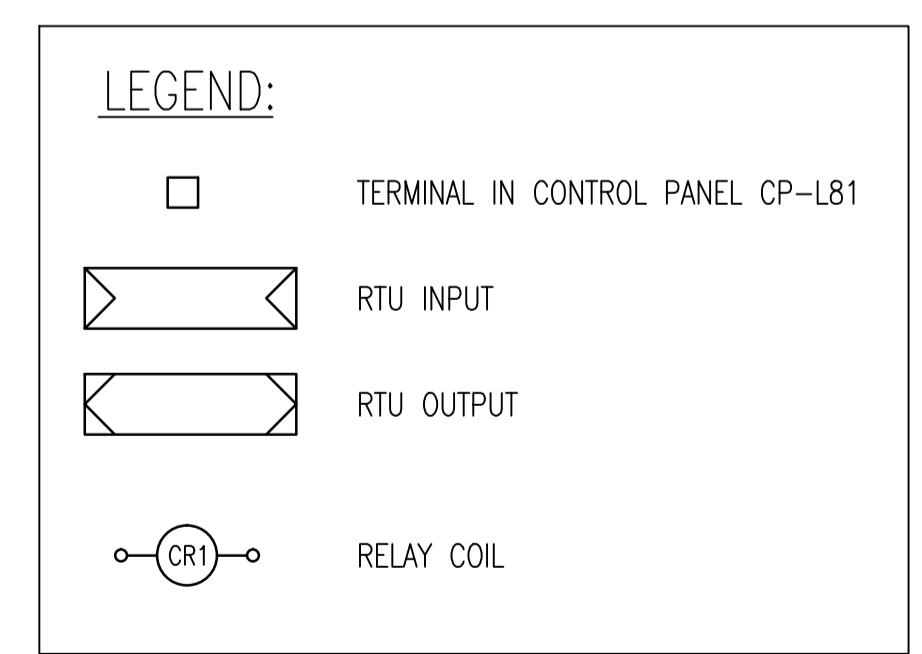 LEGEND:
TERMINAL IN CONTROL PANEL CP-L81
RTU INPUT
RTU OUTPUT
CR1 RELAY COIL